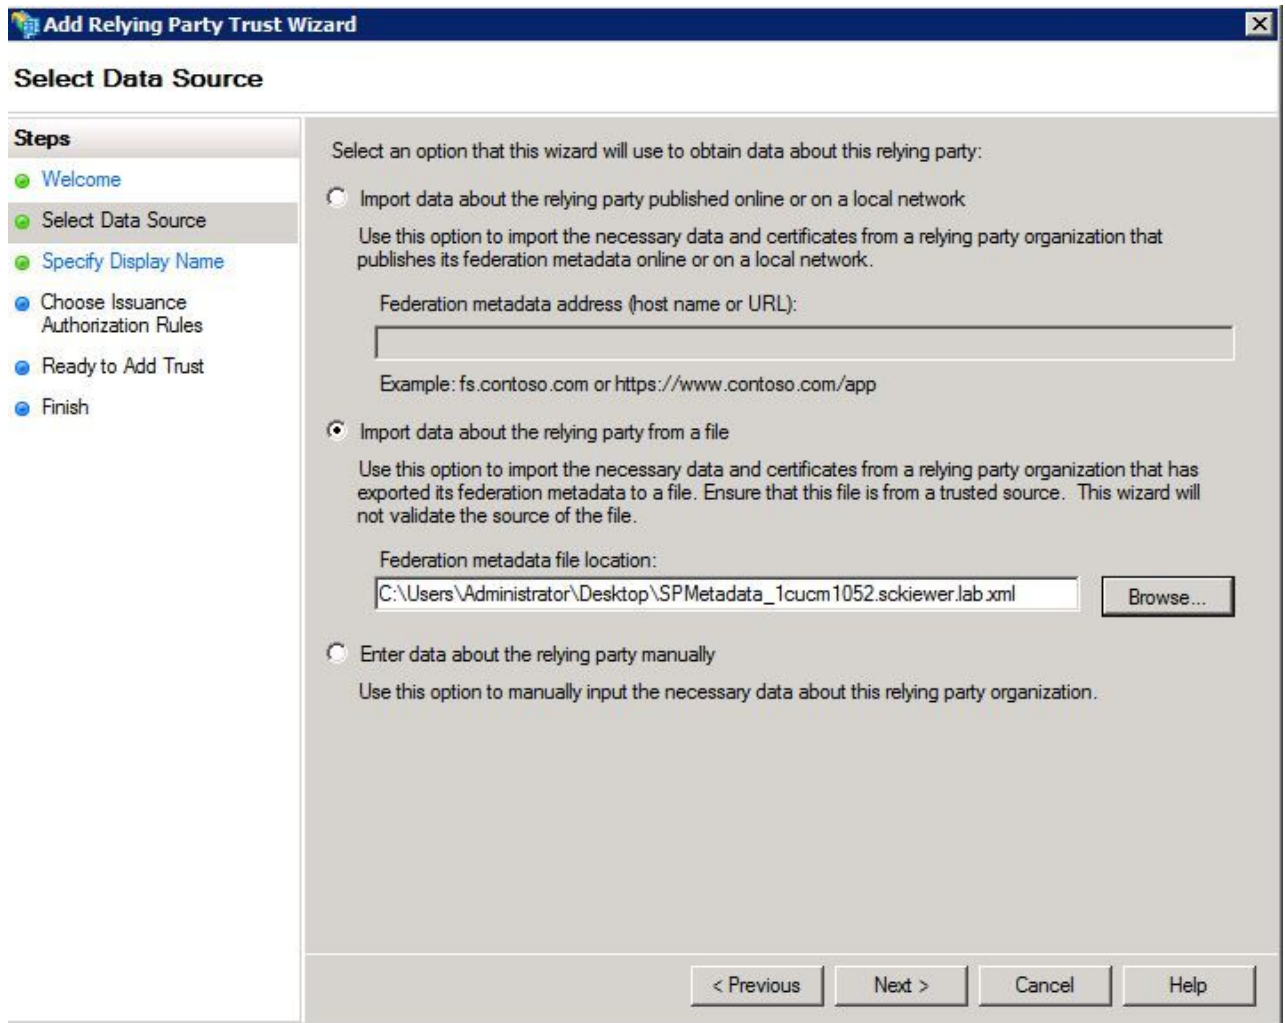 Add Relying Party Trust Wizard
Select Data Source
Steps
Welcome
Select Data Source
Specify Display Name
Choose Issuance
Authorization Rules
Ready to Add Trust
Finish
Select an option that this wizard will use to obtain data about this relying party:
Import data about the relying party published online or on a local network
Use this option to import the necessary data and certificates from a relying party organization that
publishes its federation metadata online or on a local network.
Federation metadata address (host name or URL):
Example: fs.contoso.com or https://www.contoso.com/app
Import data about the relying party from a file
Use this option to import the necessary data and certificates from a relying party organization that has
exported its federation metadata to a file. Ensure that this file is from a trusted source.  This wizard will
not validate the source of the file.
Federation metadata file location:
C:\Users\Administrator\Desktop\SPMetadata_1cucm1052.sckiewer.lab.xml
Browse...
Enter data about the relying party manually
Use this option to manually input the necessary data about this relying party organization.
< Previous
Next >
Cancel
Help